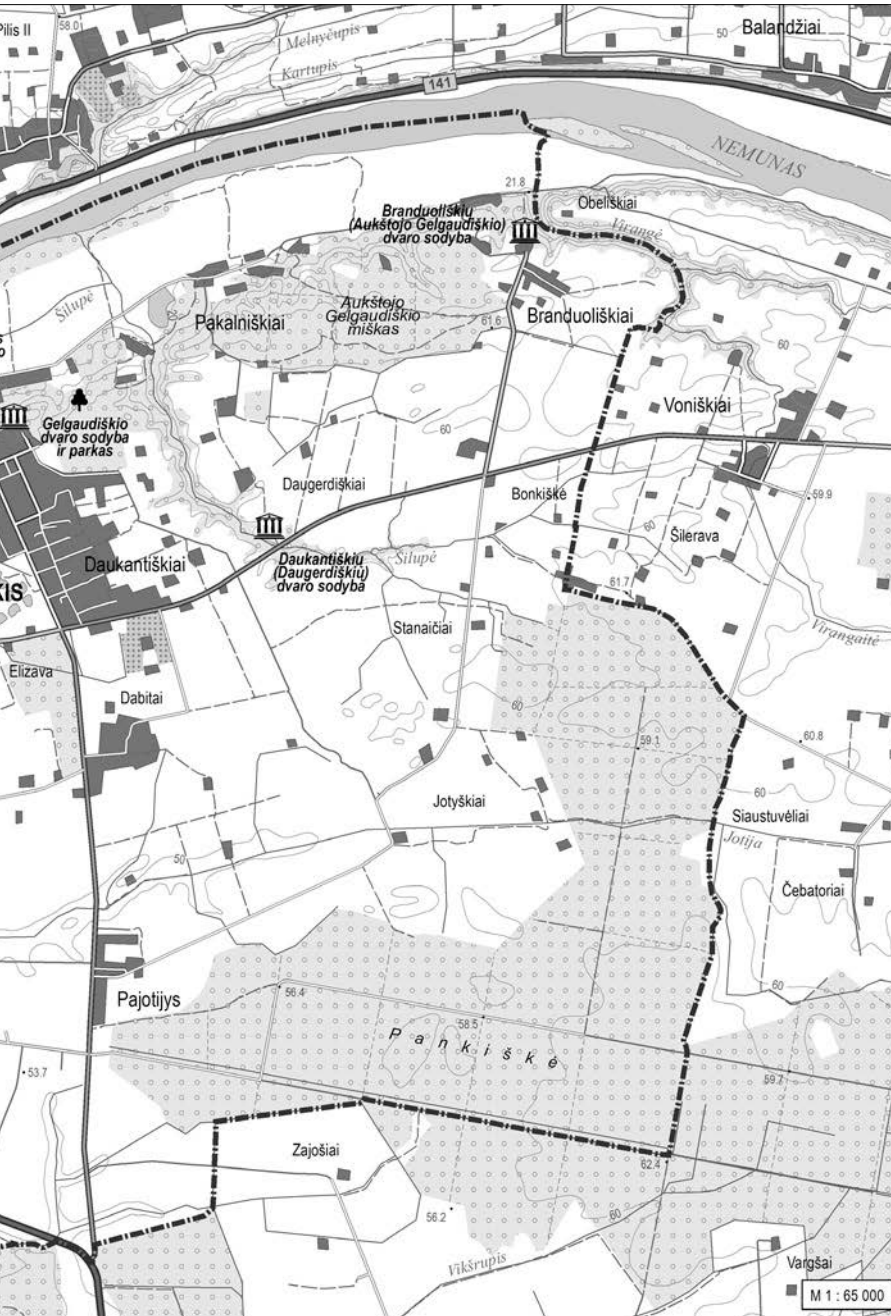 Pilis II
58.0
Melnyčupis
Kartupis
50
Balandžiai
141
NEMUNAS
21.8
Obeliškiai
Branduoliškių
(Aukštojo Gelgaudiškio)
dvaro sodyba
Virangė
Šilupė
Pakalniškiai
Aukštojo
Gelgaudiškio
miškas
61.6
Branduoliškiai
60
Voniškiai
Gelgaudiškio
dvaro sodyba
ir parkas
60
Daugerdiškiai
Bonkiškė
59.9
60
Šilerava
Daukantiškiai
Daukantiškių
(Daugerdiškių)
dvaro sodyba
Šilupė
61.7
KIS
Stanaičiai
Virangaitė
Elizava
Dabitai
60
59.1
60.8
60
Jotyškiai
Siaustuvėliai
Jotija
50
Čebatoriai
60
Pajotijys
56.4
58.5
Pankiškė
53.7
59.7
Zajošiai
62.4
56.2
60
Vikšrupis
Vargšai
M 1 : 65 000